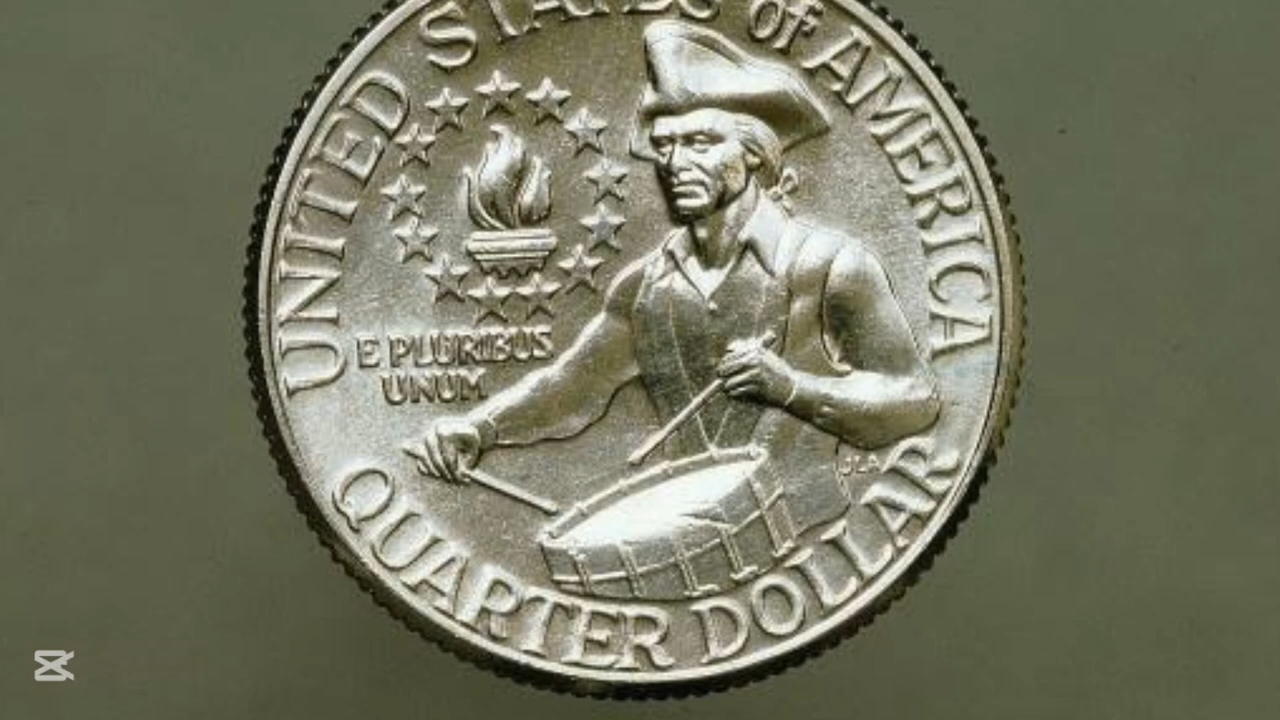 UNITED STATES of AMERICA
E PLURIBUS
UNUM
JLA
QUARTER DOLLAR